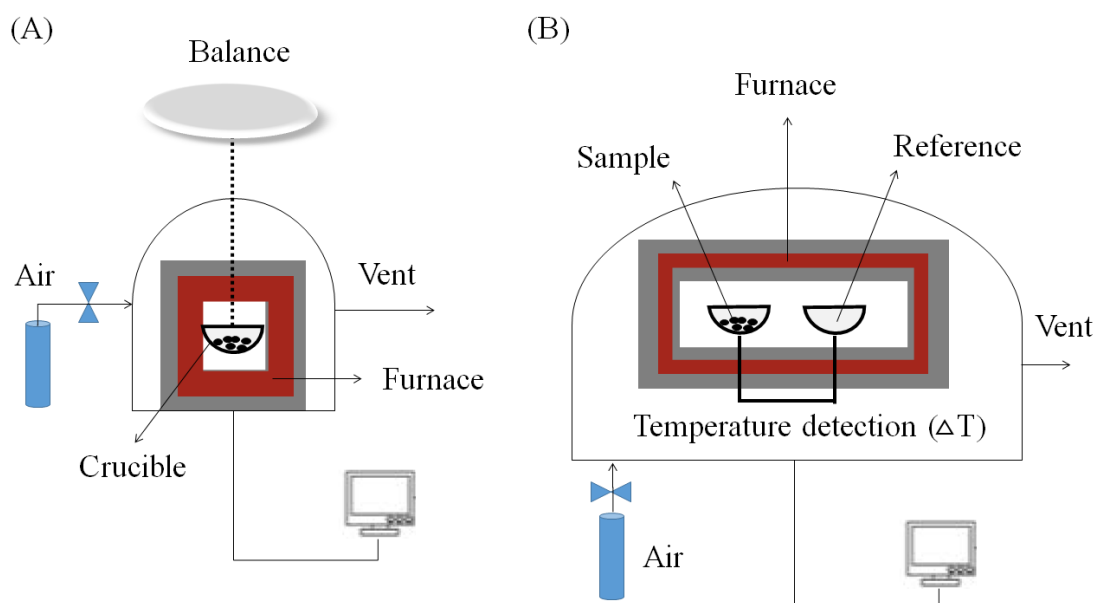 (A)
Balance
Air
Vent
Furnace
Crucible
(B)
Furnace
Sample
Reference
Vent
Temperature detection (△T)
Air